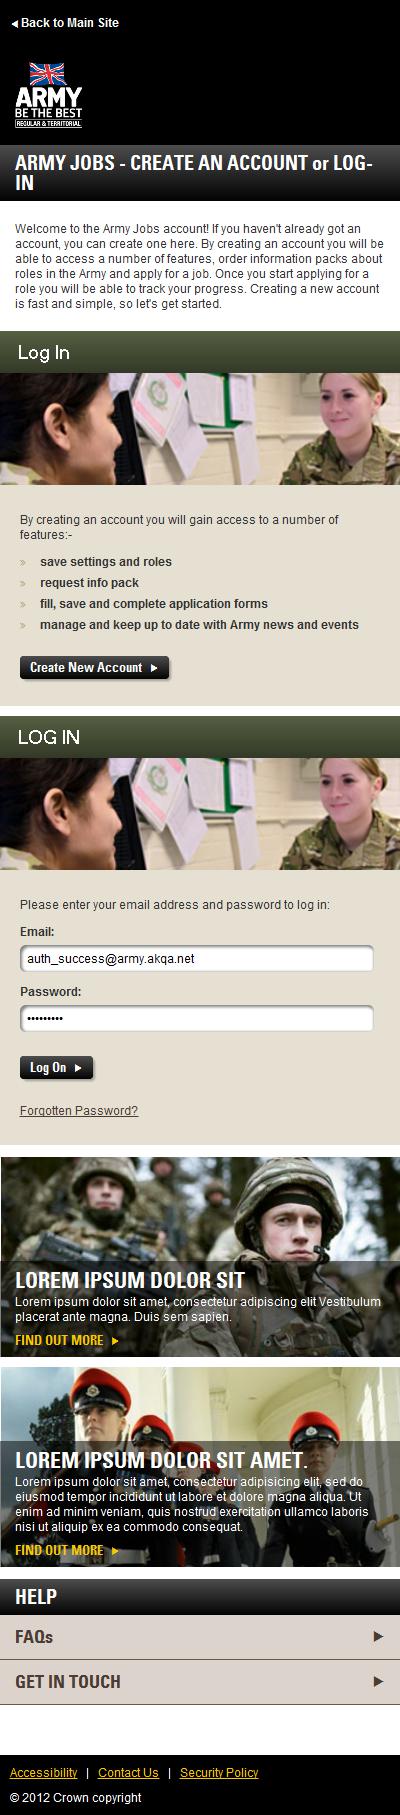 Back to Main Site
ARMY
BE THE BEST
REGULAR & TERRITORIAL
ARMY JOBS - CREATE AN ACCOUNT or LOG-
IN
Welcome to the Army Jobs account! If you haven't already got an
account, you can create one here. By creating an account you will be
able to access a number of features, order information packs about
roles in the Army and apply for a job. Once you start applying for a
role you will be able to track your progress. Creating a new account
is fast and simple, so let's get started.
Log In
By creating an account you will gain access to a number of
features:-
» save settings and roles
» request info pack
» fill, save and complete application forms
» manage and keep up to date with Army news and events
Create New Account
LOG IN
Please enter your email address and password to log in:
Email:
auth_success@army.akqa.net
Password:
•••••••••
Log On
Forgotten Password?
LOREM IPSUM DOLOR SIT
Lorem ipsum dolor sit amet, consectetur adipiscing elit Vestibulum
placerat ante magna. Duis sem sapien.
FIND OUT MORE
LOREM IPSUM DOLOR SIT AMET.
Lorem ipsum dolor sit amet, consectetur adipisicing elit, sed do
eiusmod tempor incididunt ut labore et dolore magna aliqua. Ut
enim ad minim veniam, quis nostrud exercitation ullamco laboris
nisi ut aliquip ex ea commodo consequat.
FIND OUT MORE
HELP
FAQs
GET IN TOUCH
Accessibility | Contact Us | Security Policy
© 2012 Crown copyright